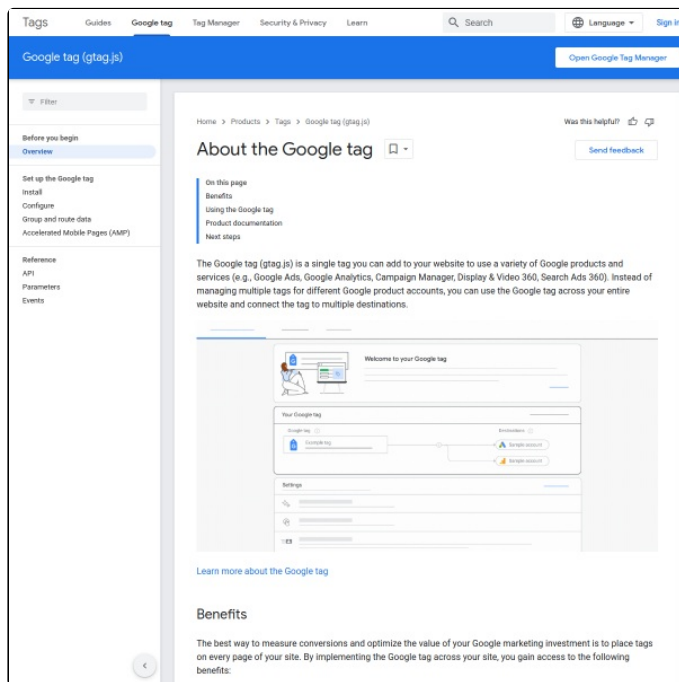 Tags Guides Google tag Tag Manager Security & Privacy Learn Search Language Sign in
Google tag (gtag.js) Open Google Tag Manager
Filter
Before you begin
Overview
Set up the Google tag
Install
Configure
Group and route data
Accelerated Mobile Pages (AMP)
Reference
API
Parameters
Events
Home > Products > Tags > Google tag (gtag.js) Was this helpful?
About the Google tag Send feedback
On this page
Benefits
Using the Google tag
Product documentation
Next steps
The Google tag (gtag.js) is a single tag you can add to your website to use a variety of Google products and
services (e.g., Google Ads, Google Analytics, Campaign Manager, Display & Video 360, Search Ads 360). Instead of
managing multiple tags for different Google product accounts, you can use the Google tag across your entire
website and connect the tag to multiple destinations.
Welcome to your Google tag
Your Google tag
Google tag Destinations
Example tag Sample account
Sample account
Settings
Learn more about the Google tag
Benefits
The best way to measure conversions and optimize the value of your Google marketing investment is to place tags
on every page of your site. By implementing the Google tag across your site, you gain access to the following
benefits: